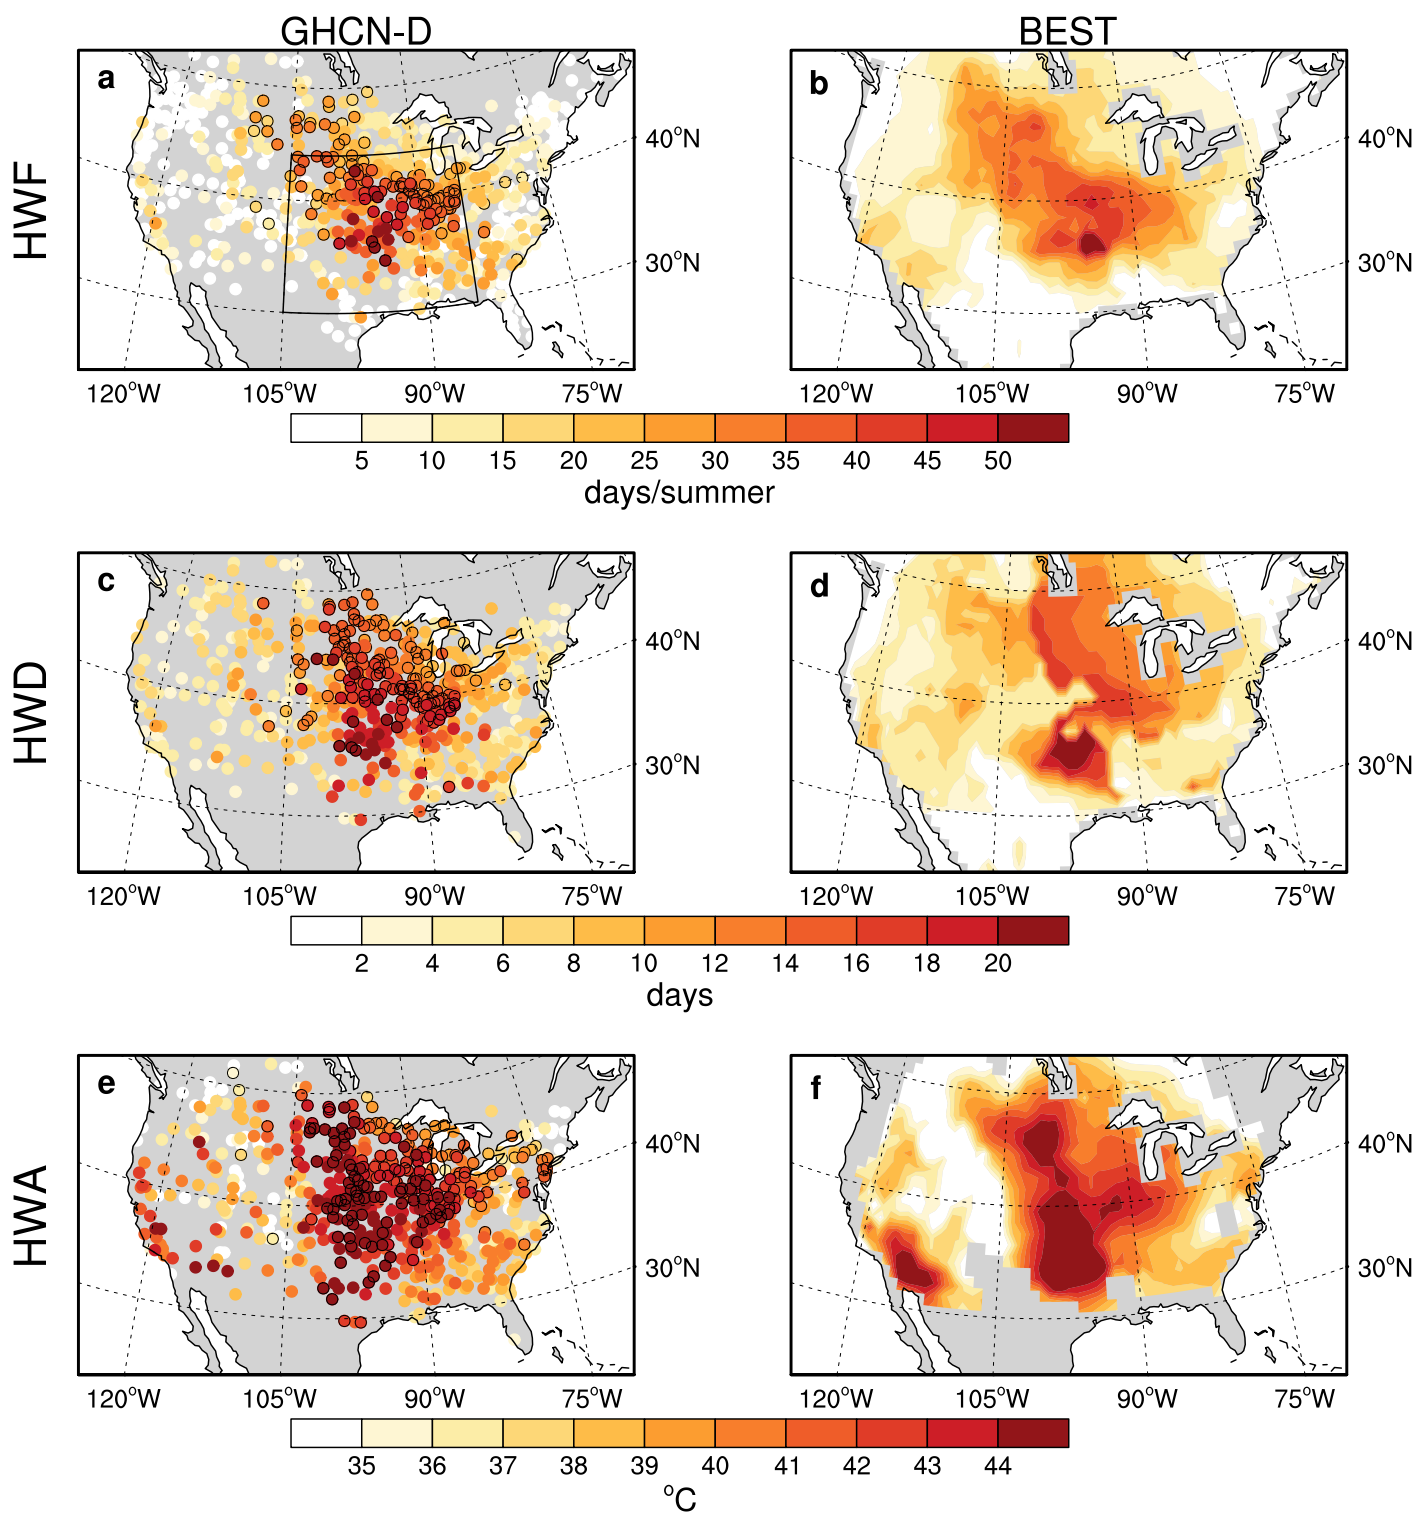 GHCN-D BEST
HWF
a b
40°N 40°N
30°N 30°N
120°W 105°W 90°W 75°W 120°W 105°W 90°W 75°W
5 10 15 20 25 30 35 40 45 50
days/summer
HWD
c d
40°N 40°N
30°N 30°N
120°W 105°W 90°W 75°W 120°W 105°W 90°W 75°W
2 4 6 8 10 12 14 16 18 20
days
HWA
e f
40°N 40°N
30°N 30°N
120°W 105°W 90°W 75°W 120°W 105°W 90°W 75°W
35 36 37 38 39 40 41 42 43 44
°C